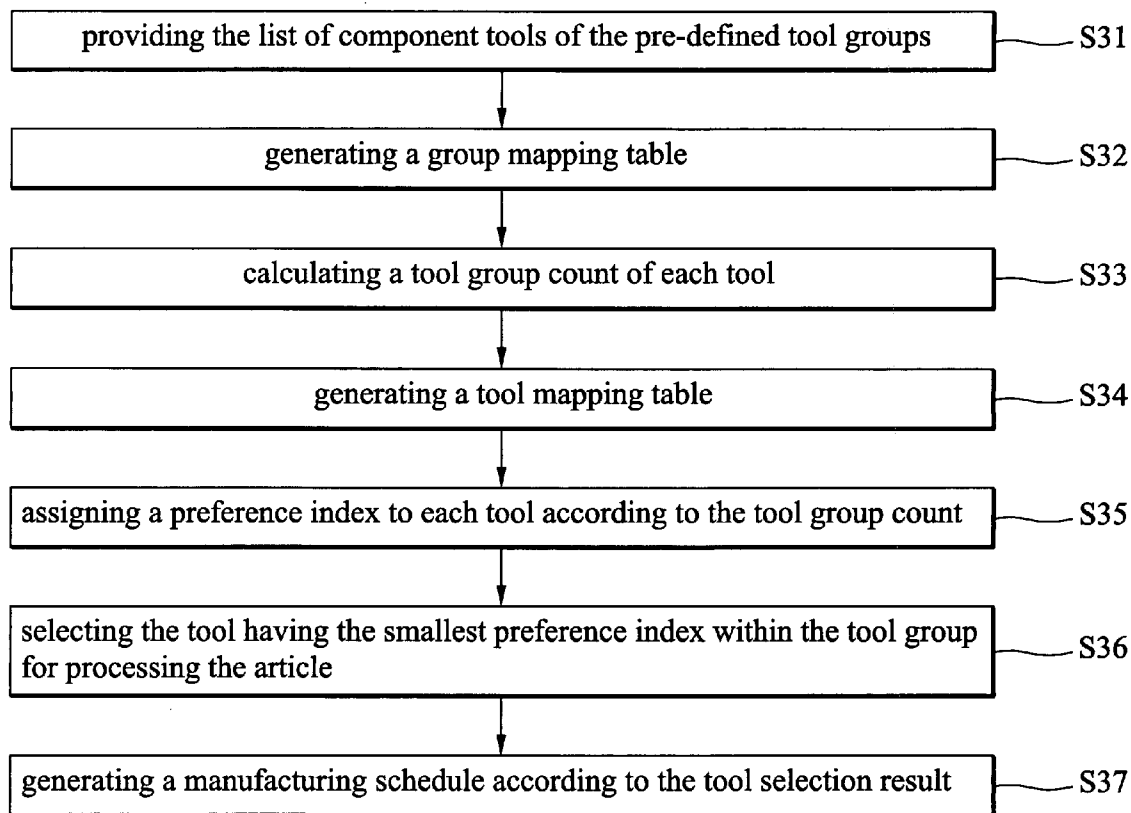 providing the list of component tools of the pre-defined tool groups S31
generating a group mapping table S32
calculating a tool group count of each tool S33
generating a tool mapping table S34
assigning a preference index to each tool according to the tool group count S35
selecting the tool having the smallest preference index within the tool group
for processing the article S36
generating a manufacturing schedule according to the tool selection result S37